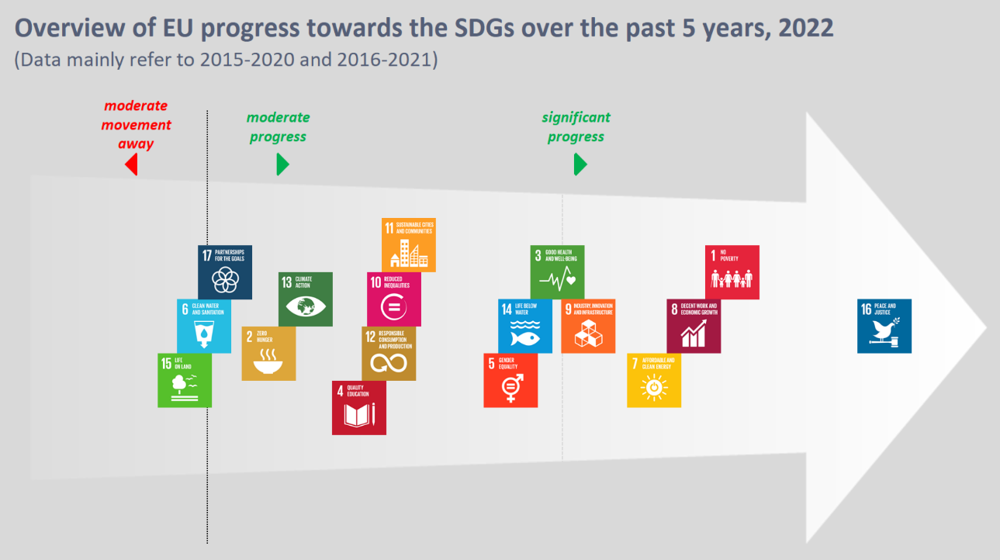 Overview of EU progress towards the SDGs over the past 5 years, 2022
(Data mainly refer to 2015-2020 and 2016-2021)
moderate
movement
away
moderate
progress
significant
progress
11 SUSTAINABLE CITIES
AND COMMUNITIES
17 PARTNERSHIPS
FOR THE GOALS
3 GOOD HEALTH
AND WELL-BEING
1 NO
POVERTY
13 CLIMATE
ACTION
10 REDUCED
INEQUALITIES
6 CLEAN WATER
AND SANITATION
14 LIFE BELOW
WATER
9 INDUSTRY, INNOVATION
AND INFRASTRUCTURE
8 DECENT WORK AND
ECONOMIC GROWTH
16 PEACE AND
JUSTICE
2 ZERO
HUNGER
12 RESPONSIBLE
CONSUMPTION
AND PRODUCTION
15 LIFE
ON LAND
5 GENDER
EQUALITY
7 AFFORDABLE AND
CLEAN ENERGY
4 QUALITY
EDUCATION